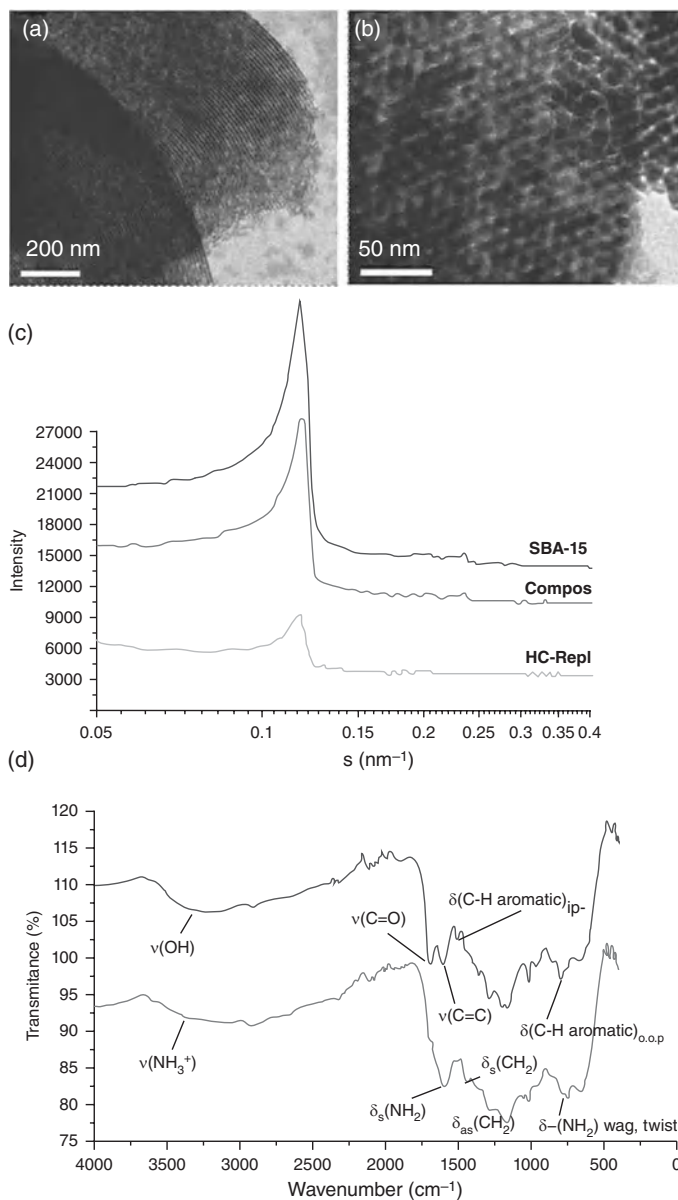 (a)
200 nm
(b)
50 nm
(c)
27000
24000
21000
18000
15000
12000
9000
6000
3000
Intensity
SBA-15
Compos
HC-Repl
0.05 0.1 0.15 0.2 0.25 0.3 0.35 0.4
s (nm⁻¹)
(d)
120
115
110
105
100
95
90
85
80
75
Transmitance (%)
ν(OH)
ν(C=O)
δ(C-H aromatic)ip-
ν(C=C)
δ(C-H aromatic)o.o.p
ν(NH₃⁺)
δs(NH₂)
δs(CH₂)
δas(CH₂)
δ–(NH₂) wag, twist
4000 3500 3000 2500 2000 1500 1000 500 0
Wavenumber (cm⁻¹)